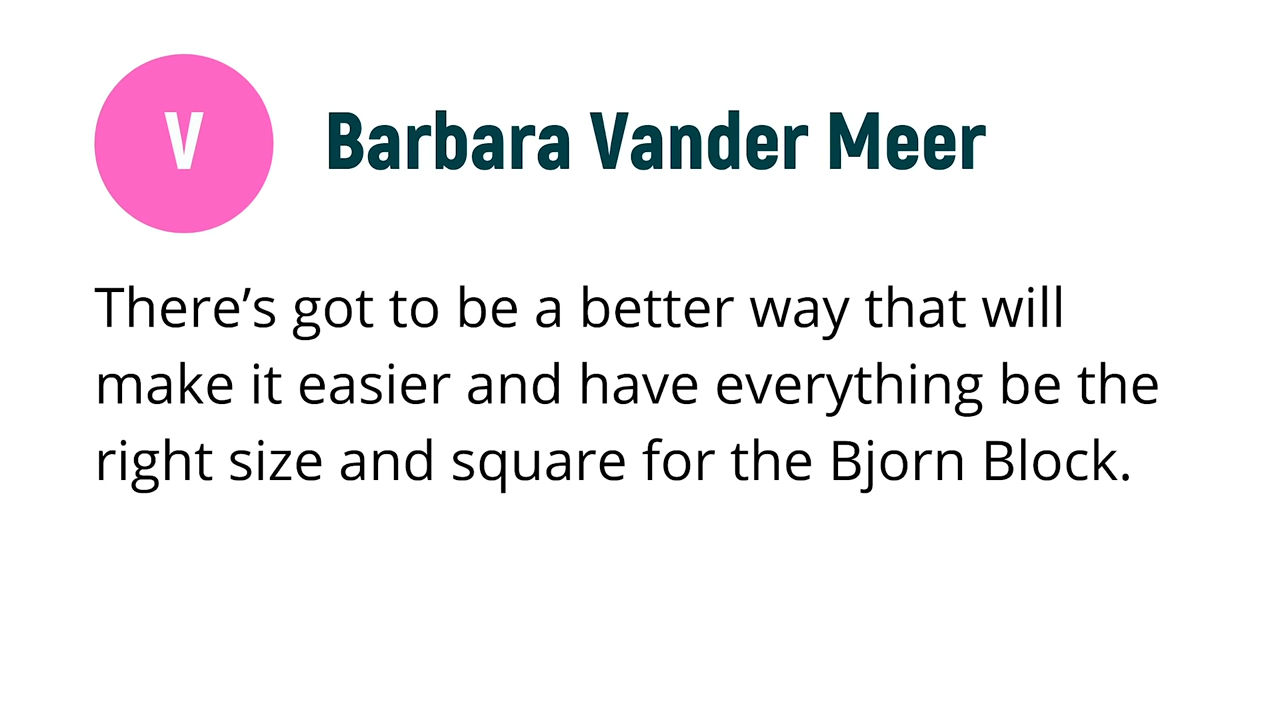 V
Barbara Vander Meer
There’s got to be a better way that will
make it easier and have everything be the
right size and square for the Bjorn Block.